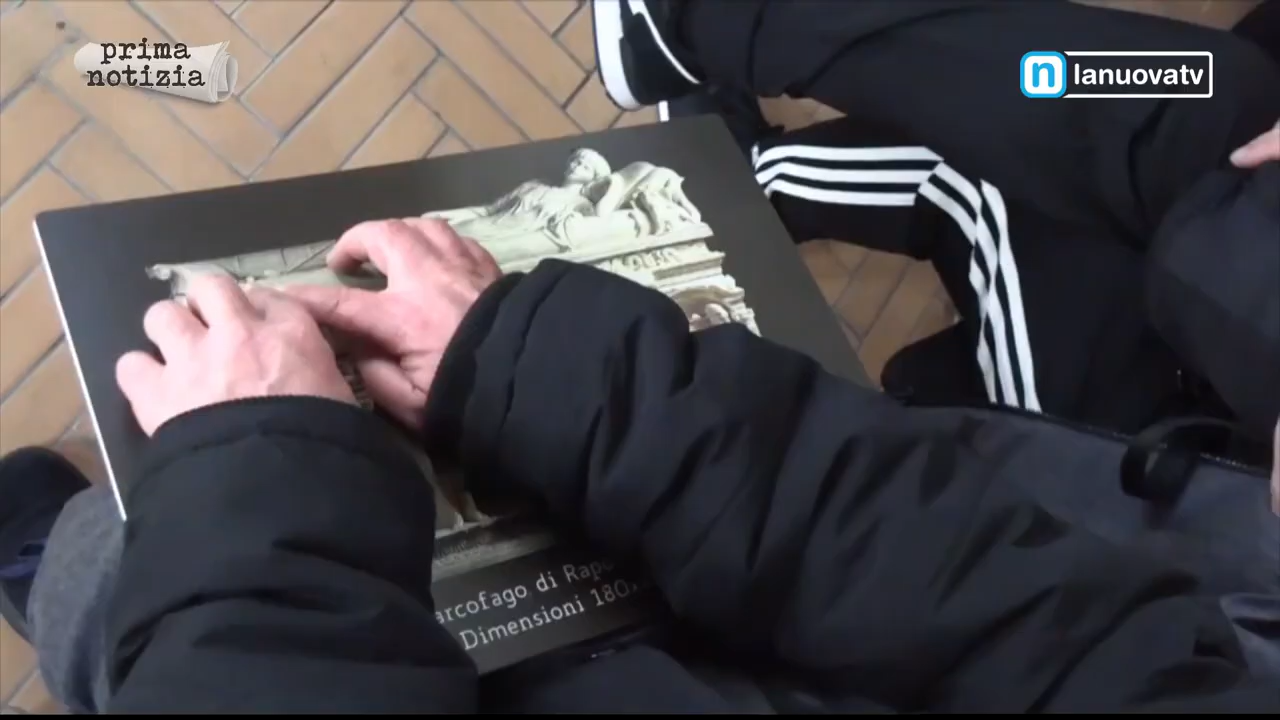 prima
notizia
n lanuovatv
arcofago di Rap
Dimensioni 180